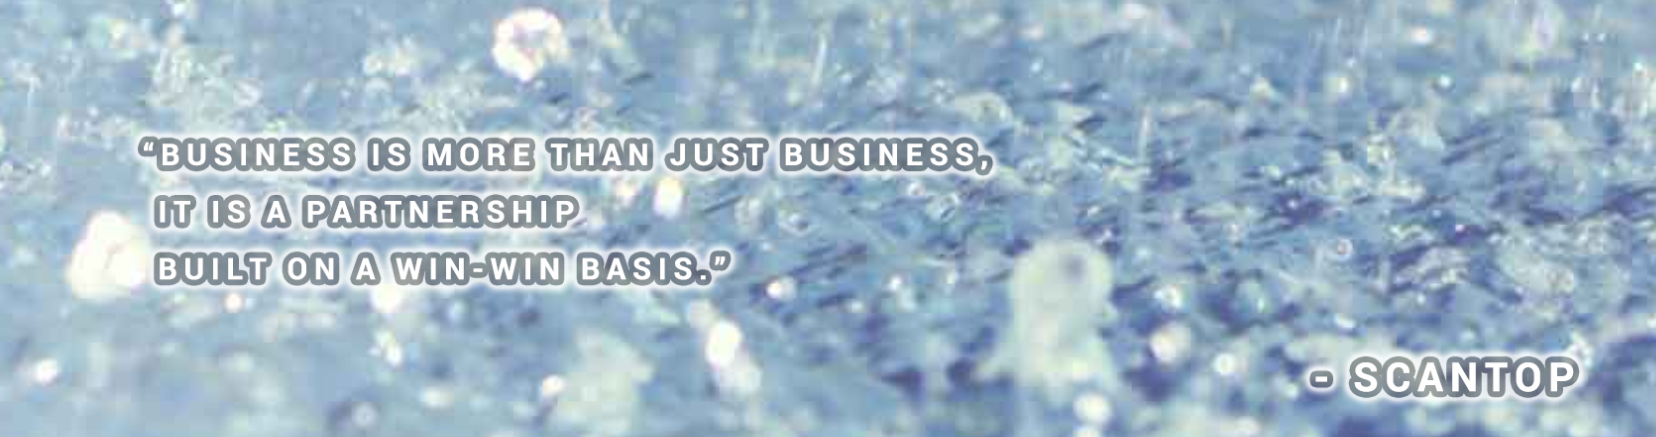 “BUSINESS IS MORE THAN JUST BUSINESS,
IT IS A PARTNERSHIP
BUILT ON A WIN-WIN BASIS.”
- SCANTOP